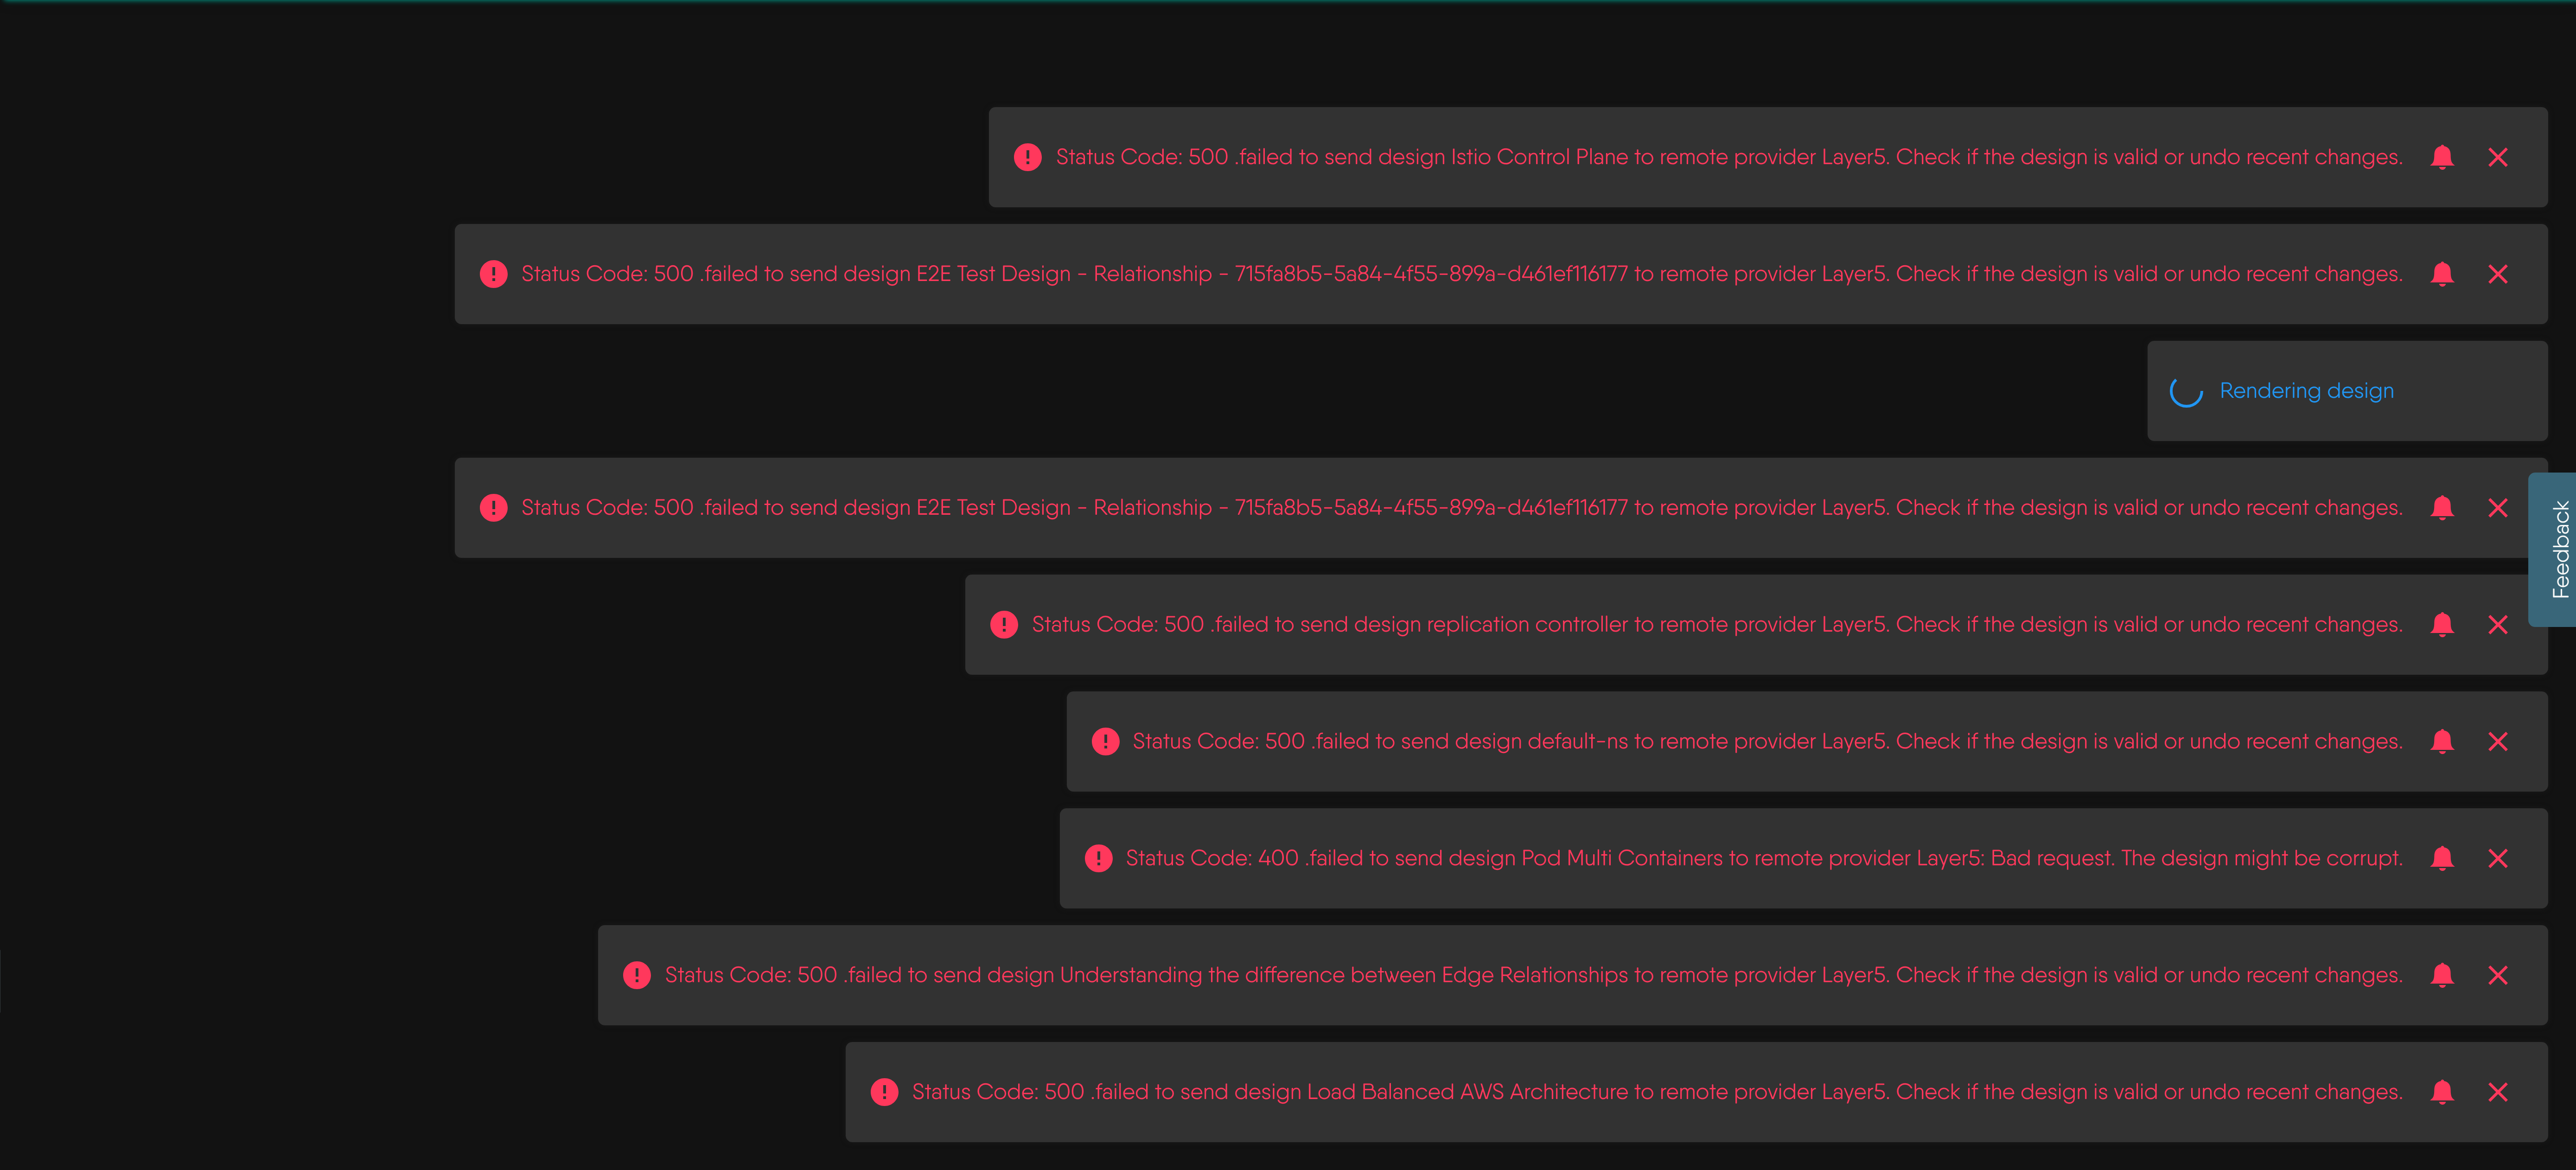 Status Code: 500 .failed to send design Istio Control Plane to remote provider Layer5. Check if the design is valid or undo recent changes.
Status Code: 500 .failed to send design E2E Test Design - Relationship - 715fa8b5-5a84-4f55-899a-d461ef116177 to remote provider Layer5. Check if the design is valid or undo recent changes.
Rendering design
Status Code: 500 .failed to send design E2E Test Design - Relationship - 715fa8b5-5a84-4f55-899a-d461ef116177 to remote provider Layer5. Check if the design is valid or undo recent changes.
Feedback
Status Code: 500 .failed to send design replication controller to remote provider Layer5. Check if the design is valid or undo recent changes.
Status Code: 500 .failed to send design default-ns to remote provider Layer5. Check if the design is valid or undo recent changes.
Status Code: 400 .failed to send design Pod Multi Containers to remote provider Layer5: Bad request. The design might be corrupt.
Status Code: 500 .failed to send design Understanding the difference between Edge Relationships to remote provider Layer5. Check if the design is valid or undo recent changes.
Status Code: 500 .failed to send design Load Balanced AWS Architecture to remote provider Layer5. Check if the design is valid or undo recent changes.